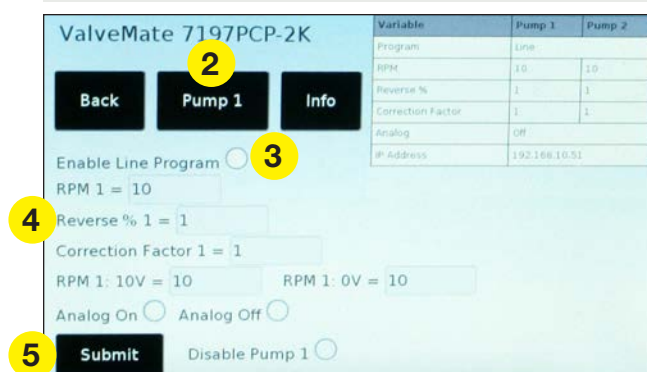 ValveMate 7197PCP-2K
2
Back Pump 1 Info
Enable Line Program 3
RPM 1 = 10
4 Reverse % 1 = 1
Correction Factor 1 = 1
RPM 1: 10V = 10 RPM 1: 0V = 10
Analog On Analog Off
5 Submit Disable Pump 1
Variable Pump 1 Pump 2
Program Line
RPM 10 10
Reverse % 1 1
Correction Factor 1 1
Analog Off
IP Address 192.168.10.51